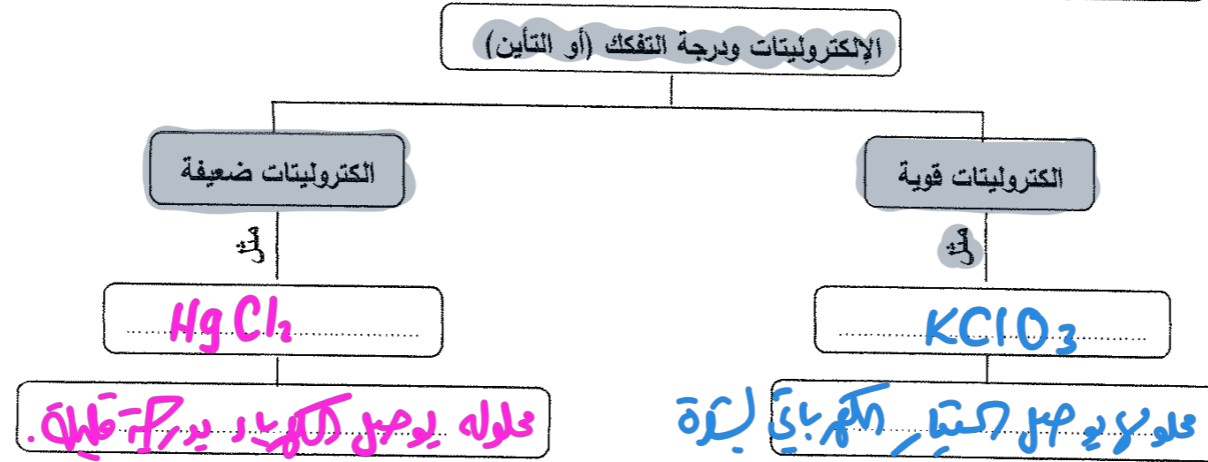 الإلكتروليتات ودرجة التفكك (أو التأين)
الكتروليتات قوية
الكتروليتات ضعيفة
مثل
مثل
KClO3
HgCl2
محلولها يوصل التيار الكهربائي بشدة
محلوله يوصل الكهرباء بدرجة قليلة.